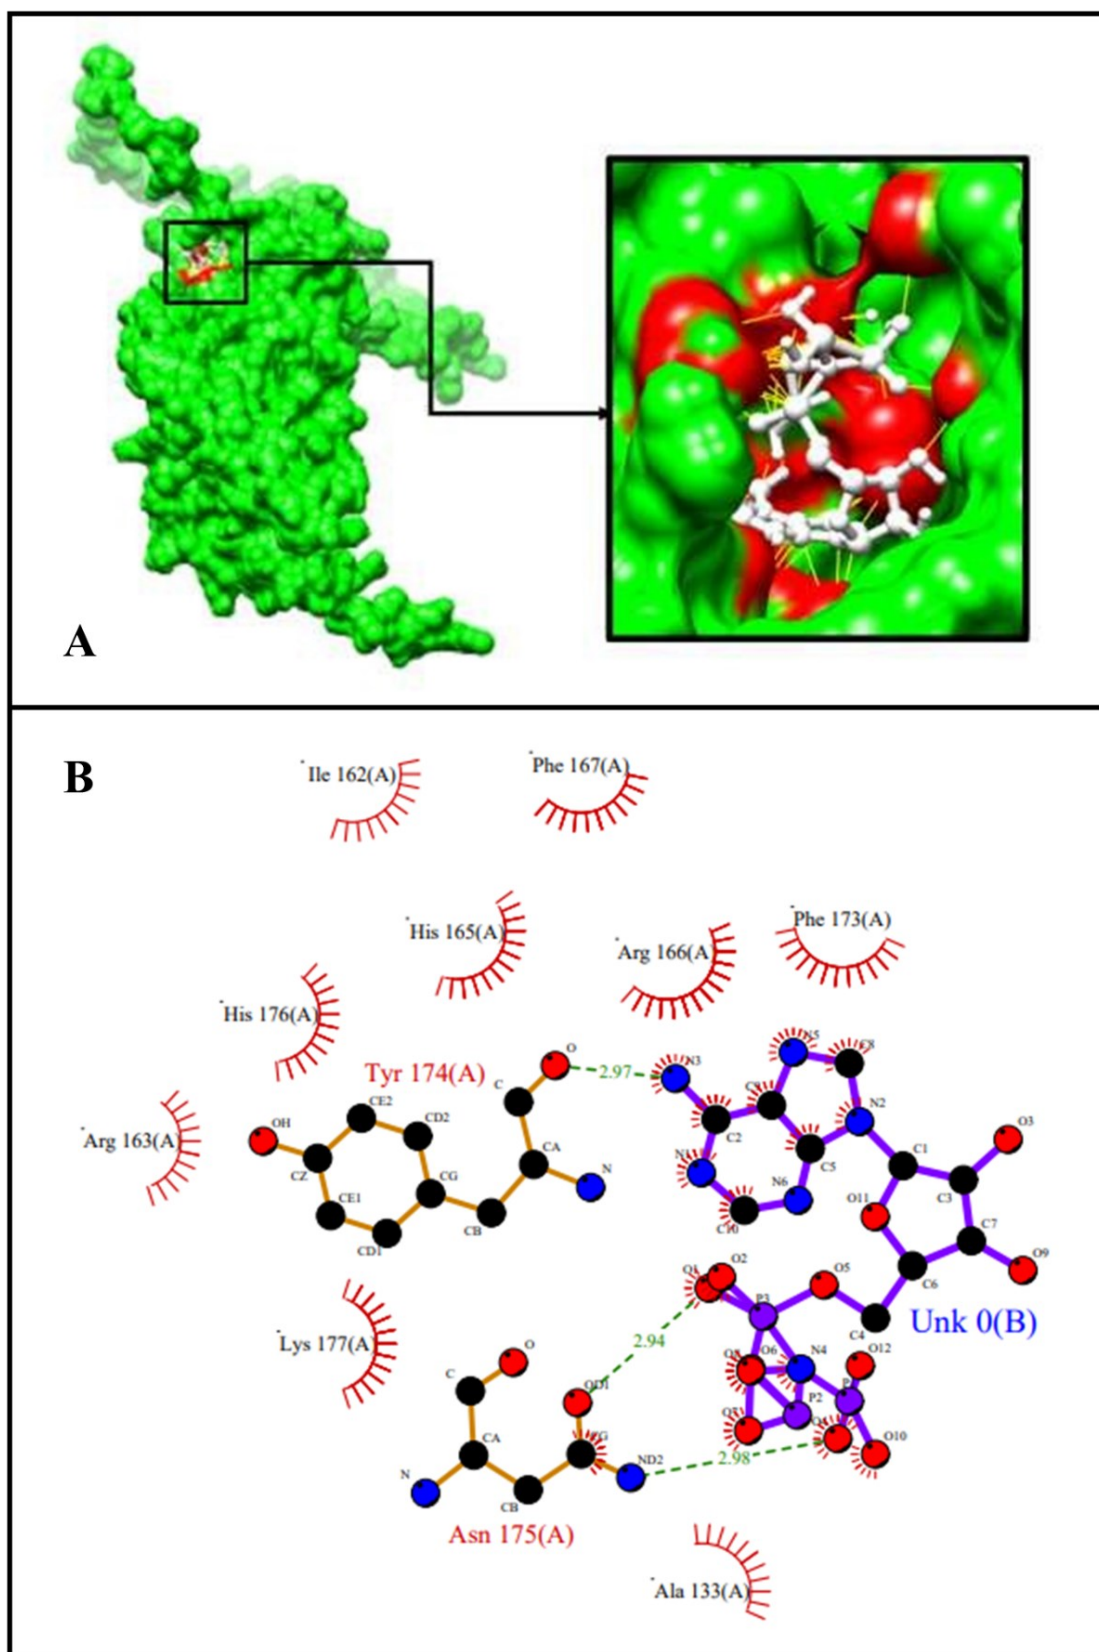 A
B
Ile 162(A)
Phe 167(A)
His 165(A)
Arg 166(A)
Phe 173(A)
His 176(A)
Tyr 174(A)
O
2.97
N3
N5
C8
C
CE2
CD2
OH
Arg 163(A)
CZ
CA
C2
N2
O3
C5
C1
CG
N
N6
C3
CE1
CB
O11
CD1
C10
C7
O2
O5
O9
C6
P3
Unk 0(B)
Lys 177(A)
2.94
C4
O
O6
N4
O12
C
OD1
P2
CA
O10
ND2
2.98
N
CB
Asn 175(A)
Ala 133(A)